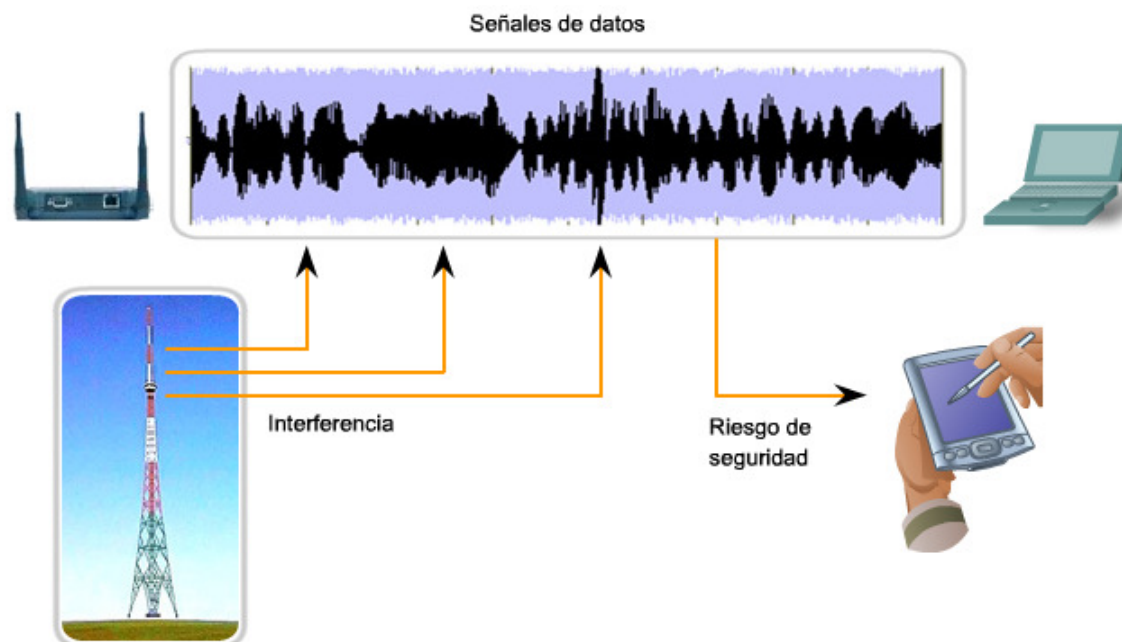 Señales de datos
Interferencia
Riesgo de
seguridad